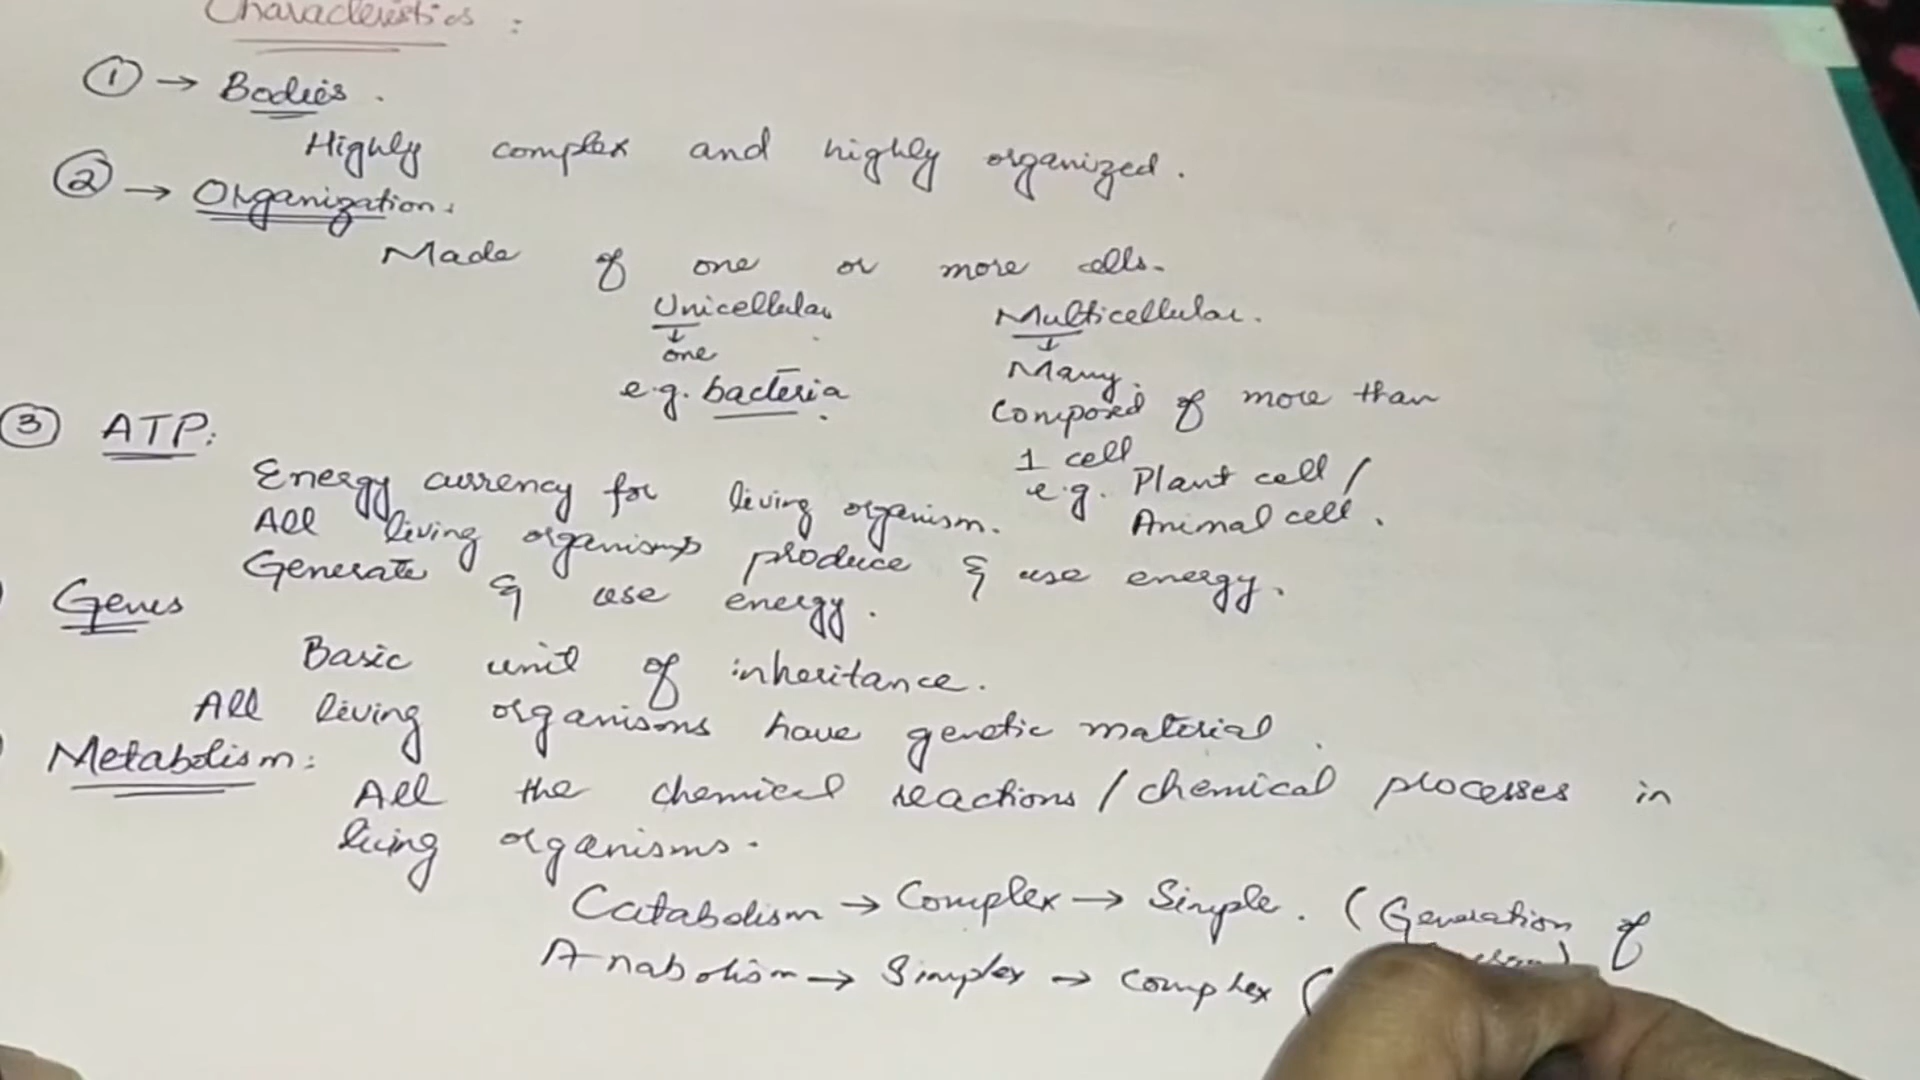 Characteristics :
① → Bodies.
Highly complex and highly organized.
② → Organization.
Made of one or more cells.
Unicellular
↓
one
e.g. bacteria
Multicellular.
↓
Many.
Composed of more than
1 cell
e.g. Plant cell /
Animal cell.
③ ATP:
Energy currency for living organism.
All living organisms produce & use energy.
Generate & use energy.
Genes
Basic unit of inheritance.
All living organisms have genetic material.
Metabolism:
All the chemical reactions / chemical processes in
living organisms.
Catabolism → Complex → Simple. (Generation of
Anabolism → Simplex → Complex (